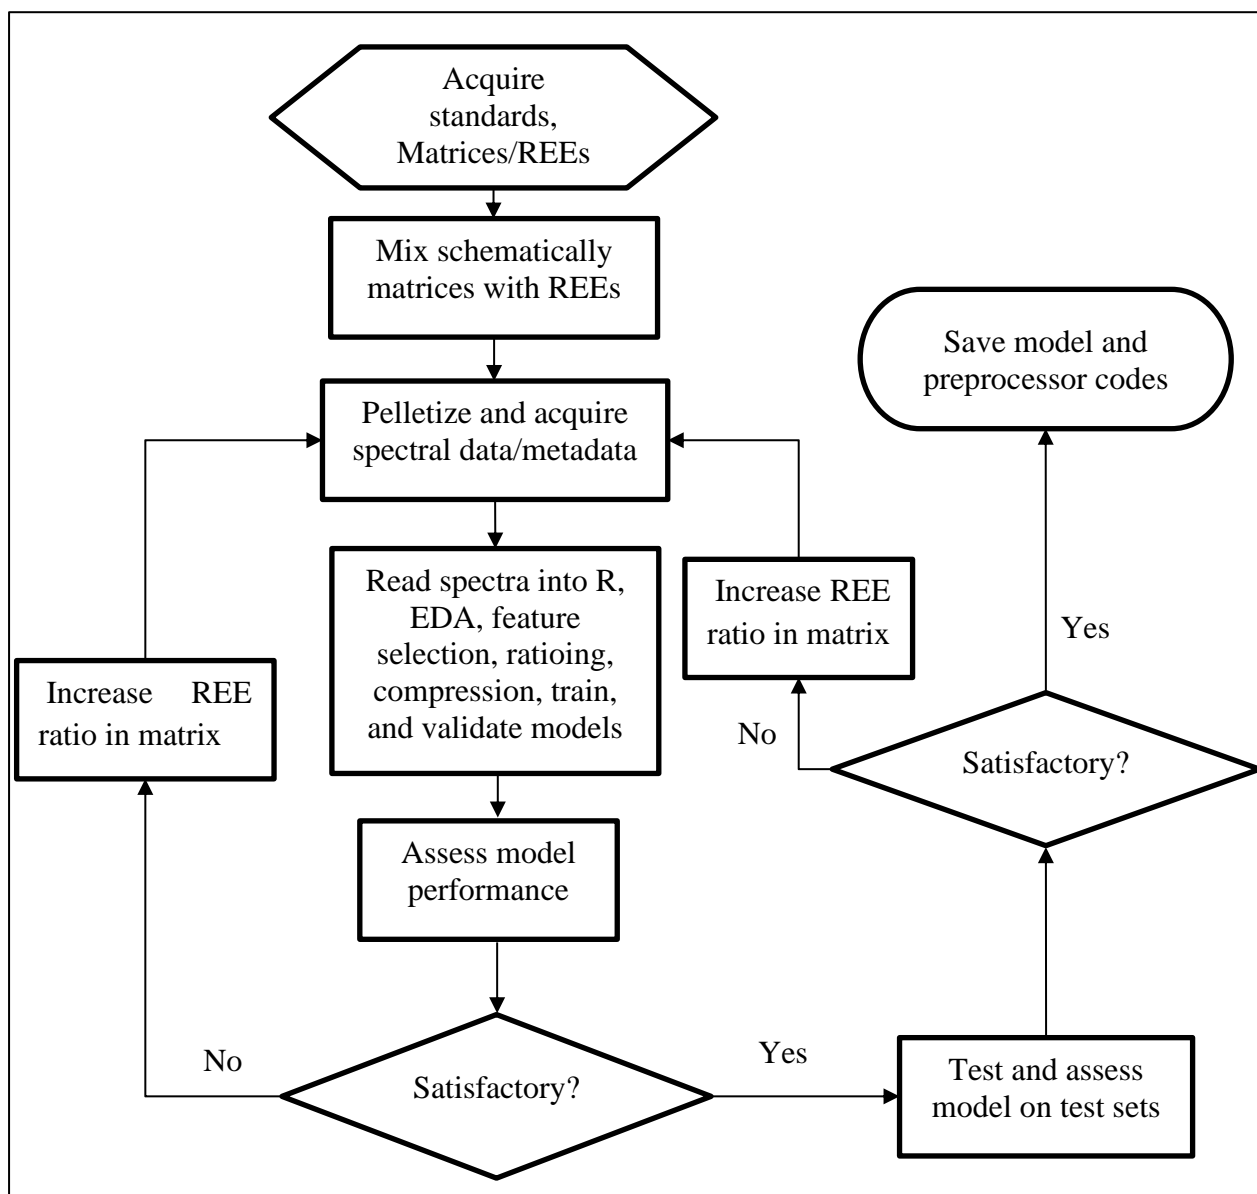 Acquire
standards,
Matrices/REEs
Mix schematically
matrices with REEs
Pelletize and acquire
spectral data/metadata
Read spectra into R,
EDA, feature
selection, ratioing,
compression, train,
and validate models
Assess model
performance
Satisfactory?
No
Increase REE
ratio in matrix
Yes
Test and assess
model on test sets
Satisfactory?
No
Increase REE
ratio in matrix
Yes
Save model and
preprocessor codes